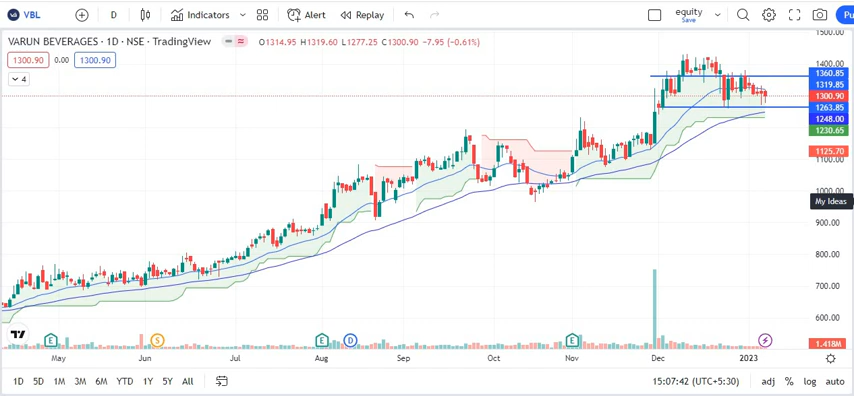 VBL D Indicators Alert Replay equity Save Pu
VARUN BEVERAGES · 1D · NSE · TradingView O1314.95 H1319.60 L1277.25 C1300.90 -7.95 (-0.61%)
1300.90 0.00 1300.90
4
1500.00
1400.00
1360.85
1319.85
1300.90
1263.85
1248.00
1230.65
1125.70
1100.00
1000.00
My Ideas
900.00
800.00
700.00
600.00
1.418M
E S E D E
May Jun Jul Aug Sep Oct Nov Dec 2023
1D 5D 1M 3M 6M YTD 1Y 5Y All 15:07:42 (UTC+5:30) adj % log auto